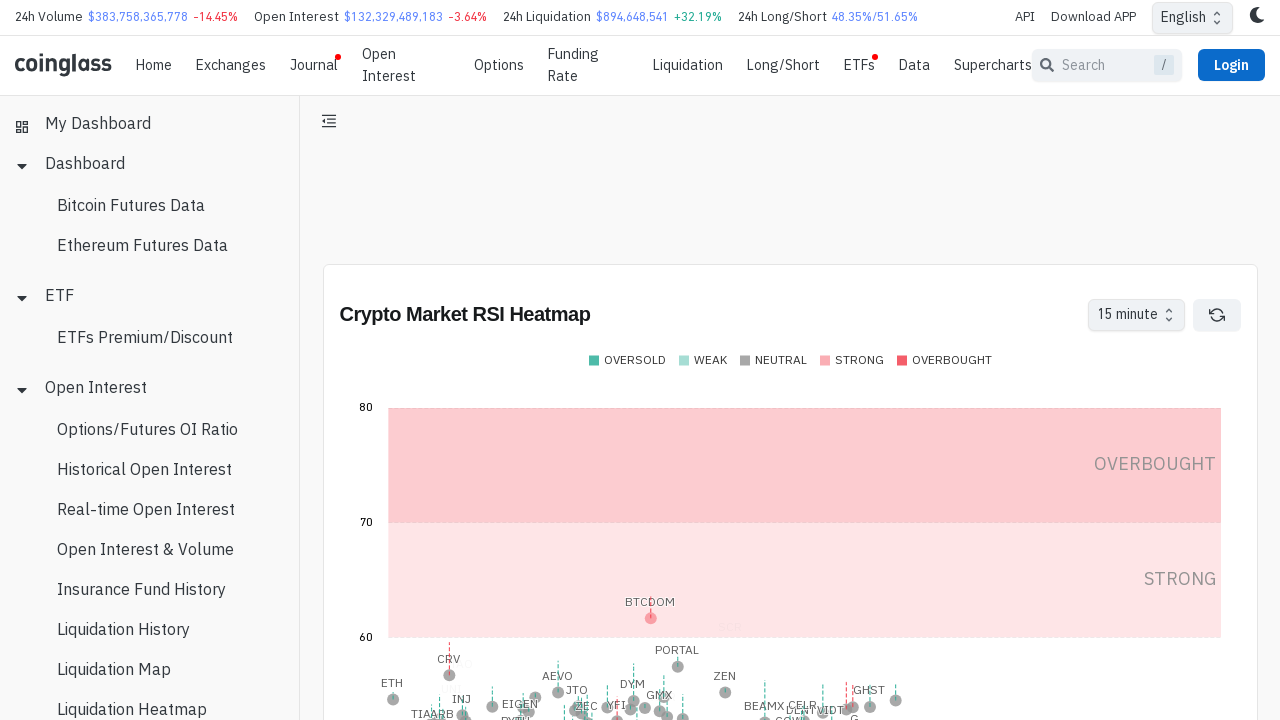 24h Volume $383,758,365,778 -14.45% Open Interest $132,329,489,183 -3.64% 24h Liquidation $894,648,541 +32.19% 24h Long/Short 48.35%/51.65% API Download APP English
coinglass Home Exchanges Journal Open Interest Options Funding Rate Liquidation Long/Short ETFs Data Supercharts Search / Login
My Dashboard
Dashboard
Bitcoin Futures Data
Ethereum Futures Data
ETF
ETFs Premium/Discount
Open Interest
Options/Futures OI Ratio
Historical Open Interest
Real-time Open Interest
Open Interest & Volume
Insurance Fund History
Liquidation History
Liquidation Map
Liquidation Heatmap
Crypto Market RSI Heatmap 15 minute
OVERSOLD WEAK NEUTRAL STRONG OVERBOUGHT
80
OVERBOUGHT
70
STRONG
BTCDOM
60
PORTAL
CRV
AEVO ZEN
ETH DYM
JTO GHST
INJ GMX
EIGEN ZEC YFI BEAMX CELR
TIAARB VIDT